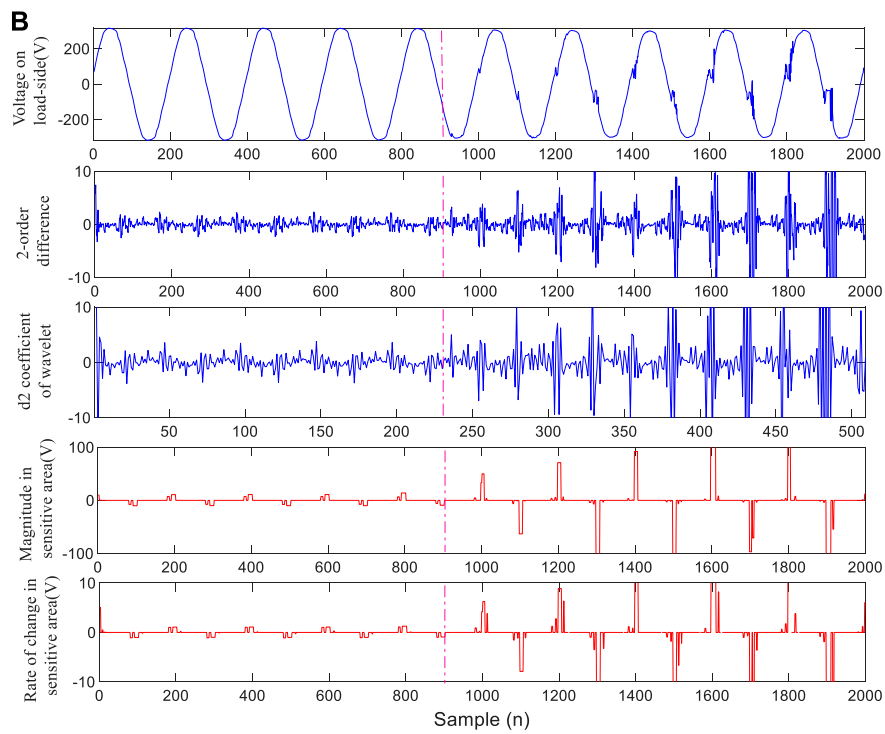 B
Voltage on
load-side(V)
200
0
-200
0 200 400 600 800 1000 1200 1400 1600 1800 2000
2-order
difference
10
0
-10
0 200 400 600 800 1000 1200 1400 1600 1800 2000
d2 coefficient
of wavelet
10
0
-10
50 100 150 200 250 300 350 400 450 500
Magnitude in
sensitive area(V)
100
0
-100
0 200 400 600 800 1000 1200 1400 1600 1800 2000
Rate of change in
sensitive area(V)
10
0
-10
0 200 400 600 800 1000 1200 1400 1600 1800 2000
Sample (n)